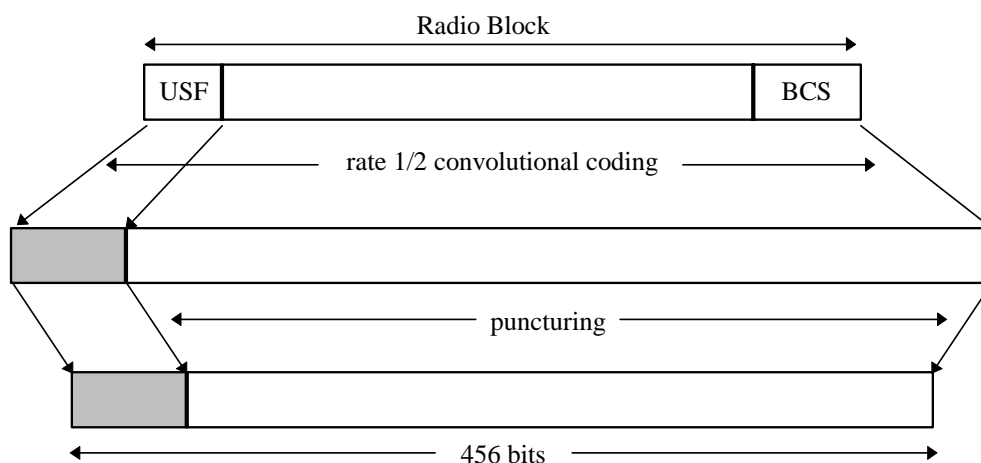 Radio Block
USF
BCS
rate 1/2 convolutional coding
puncturing
456 bits